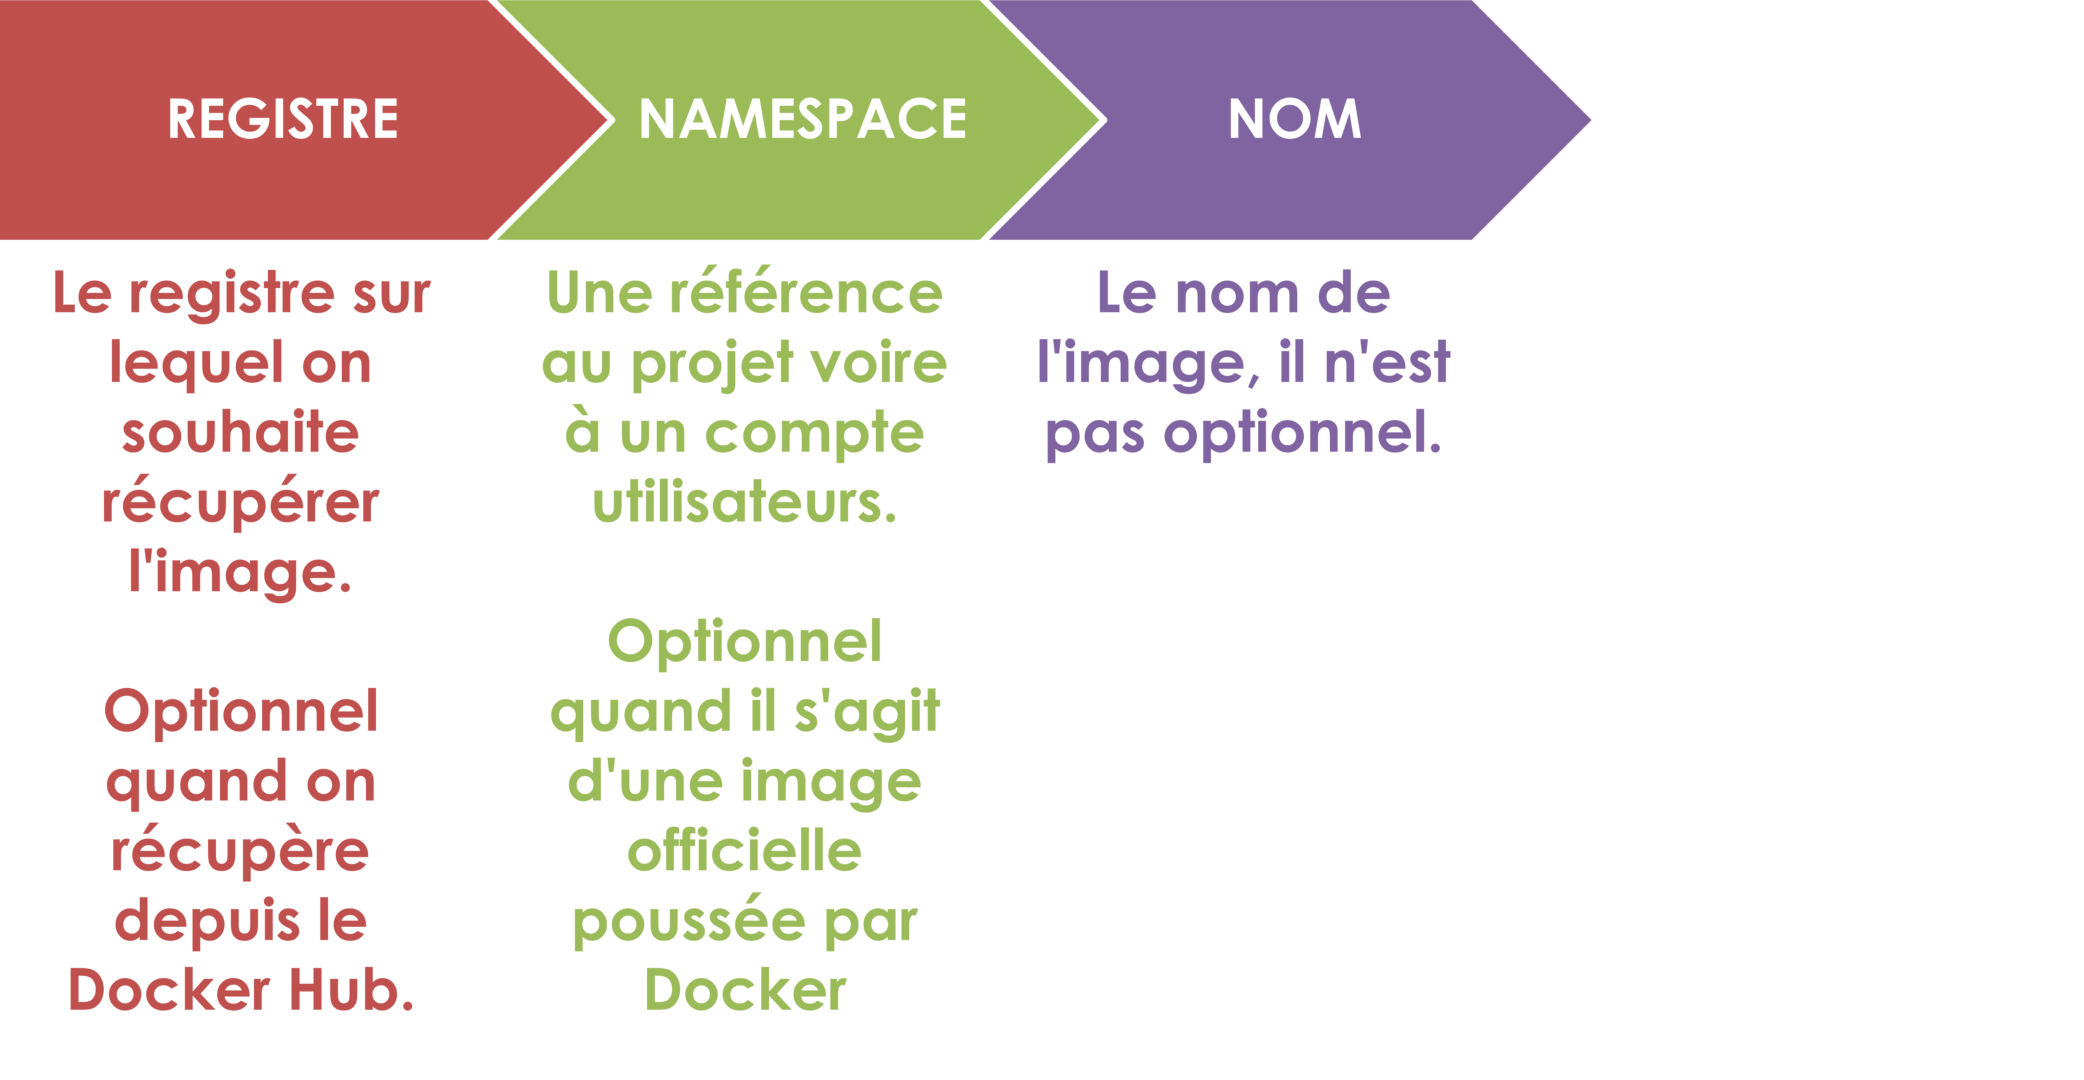 REGISTRE
NAMESPACE
NOM
Le registre sur
lequel on
souhaite
récupérer
l'image.
Optionnel
quand on
récupère
depuis le
Docker Hub.
Une référence
au projet voire
à un compte
utilisateurs.
Optionnel
quand il s'agit
d'une image
officielle
poussée par
Docker
Le nom de
l'image, il n'est
pas optionnel.